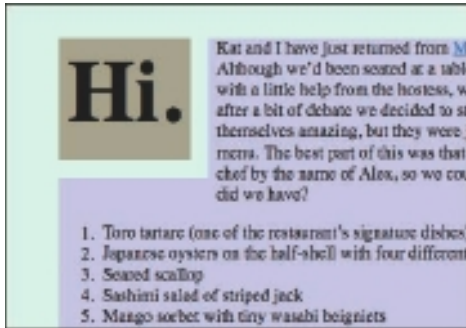 Hi.
Kat and I have just returned from M
Although we'd been seated at a tabl
with a little help from the hostess, w
after a bit of debate we decided to s
themselves amazing, but they were
menu. The best part of this was that
chef by the name of Alex, so we cou
did we have?
1. Toro tartare (one of the restaurant's signature dishes
2. Japanese oysters on the half-shell with four different
3. Seared scallop
4. Sashimi salad of striped jack
5. Mango sorbet with tiny wasabi beigniets